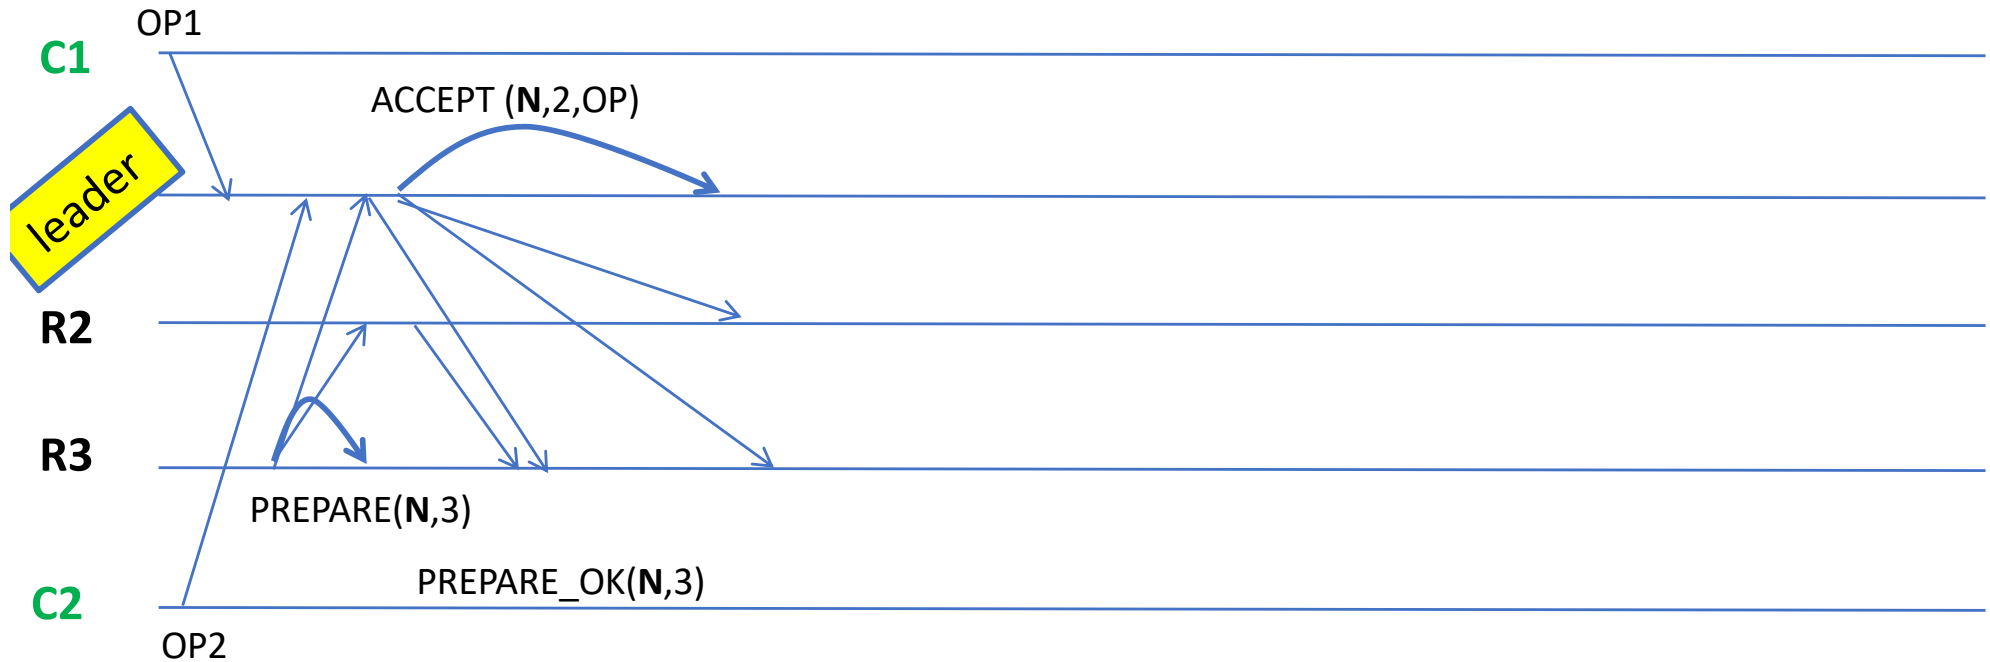 OP1
C1
ACCEPT (N,2,OP)
leader
R2
R3
PREPARE(N,3)
PREPARE_OK(N,3)
C2
OP2